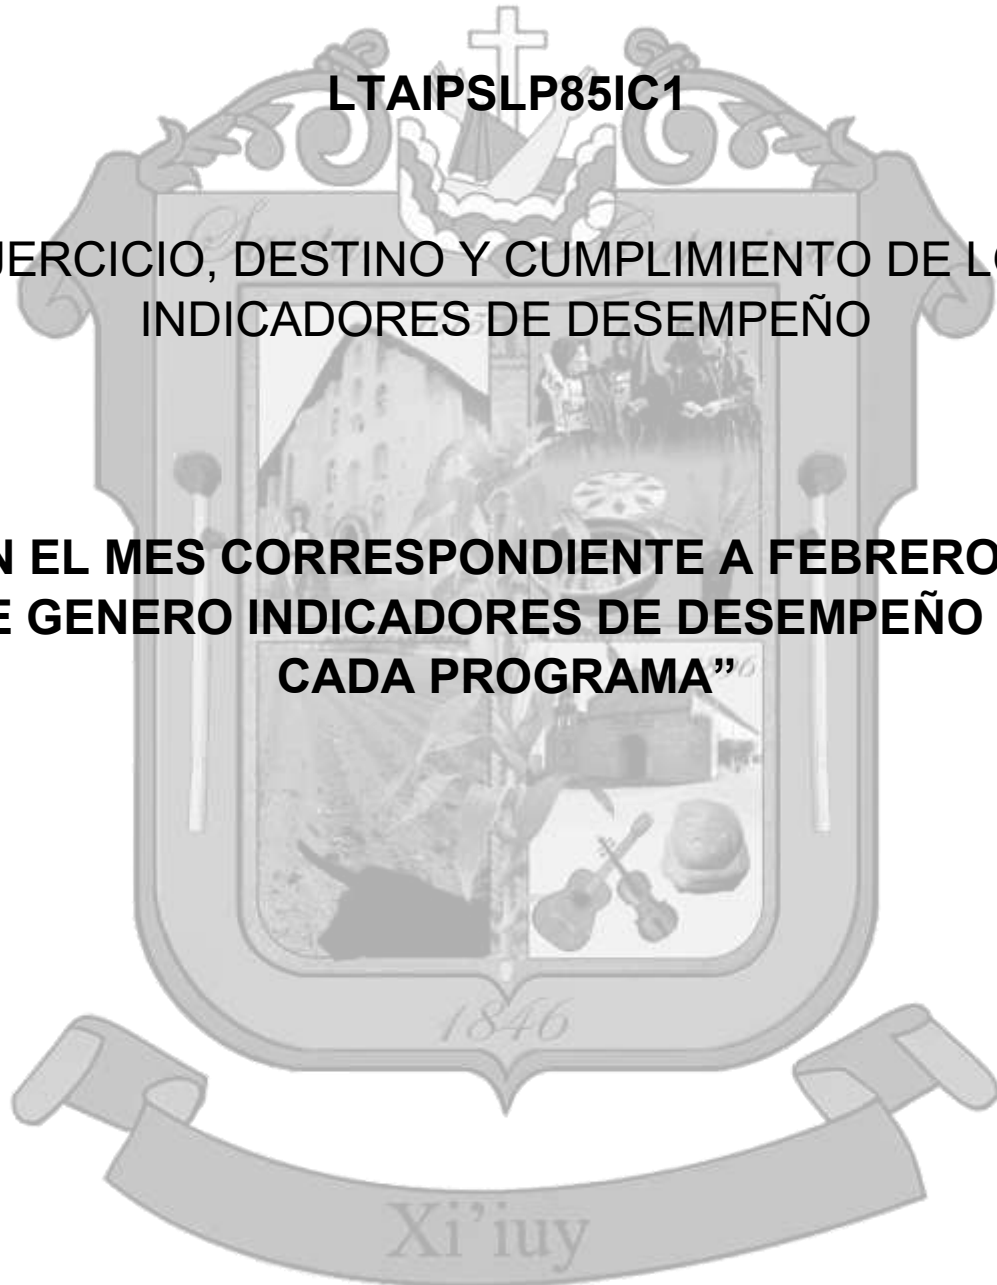 LTAIPSLP85IC1
JERCICIO, DESTINO Y CUMPLIMIENTO DE LO
INDICADORES DE DESEMPEÑO
N EL MES CORRESPONDIENTE A FEBRERO
E GENERO INDICADORES DE DESEMPEÑO
CADA PROGRAMA”
1846
Xi’iuy